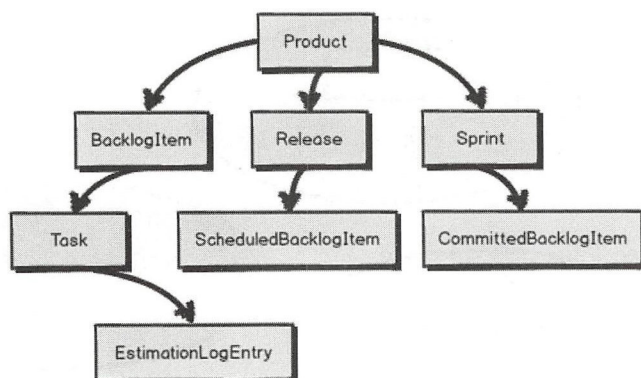 Product
BacklogItem
Release
Sprint
Task
ScheduledBacklogItem
CommittedBacklogItem
EstimationLogEntry